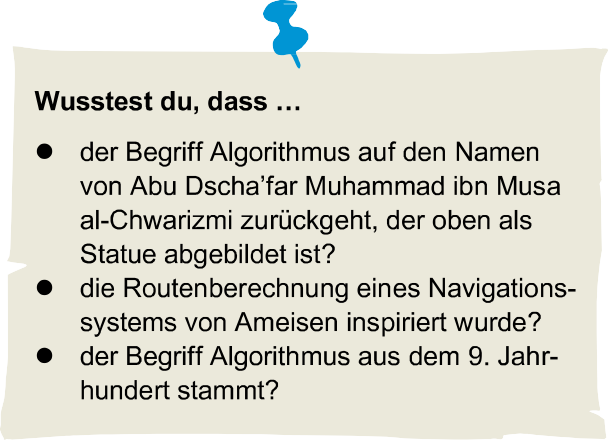 Wusstest du, dass …
● der Begriff Algorithmus auf den Namen
von Abu Dscha’far Muhammad ibn Musa
al-Chwarizmi zurückgeht, der oben als
Statue abgebildet ist?
● die Routenberechnung eines Navigations-
systems von Ameisen inspiriert wurde?
● der Begriff Algorithmus aus dem 9. Jahr-
hundert stammt?